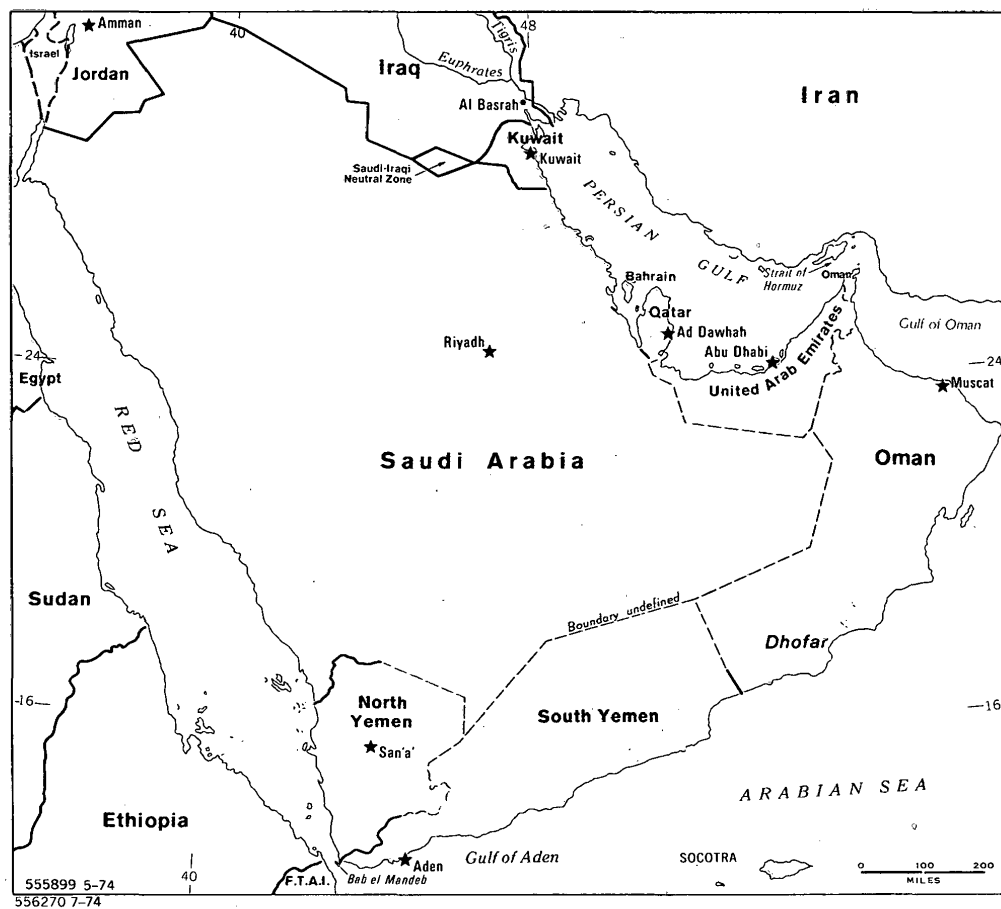 Amman
40
48
Tigris
Israel
Jordan
Iraq
Euphrates
Iran
Al Basrah
Kuwait
Kuwait
Saudi-Iraqi
Neutral Zone
PERSIAN
GULF
Strait of
Hormuz
Oman
Bahrain
Qatar
Ad Dawhah
Gulf of Oman
Riyadh
Abu Dhabi
United Arab Emirates
24
24
Egypt
Muscat
RED
SEA
Saudi Arabia
Oman
Sudan
Boundary undefined
Dhofar
16
North
Yemen
South Yemen
16
San'a'
ARABIAN SEA
Ethiopia
Aden
Gulf of Aden
SOCOTRA
0 100 200
MILES
F.T.A.I.
Bab el Mandeb
40
555899 5-74
556270 7-74